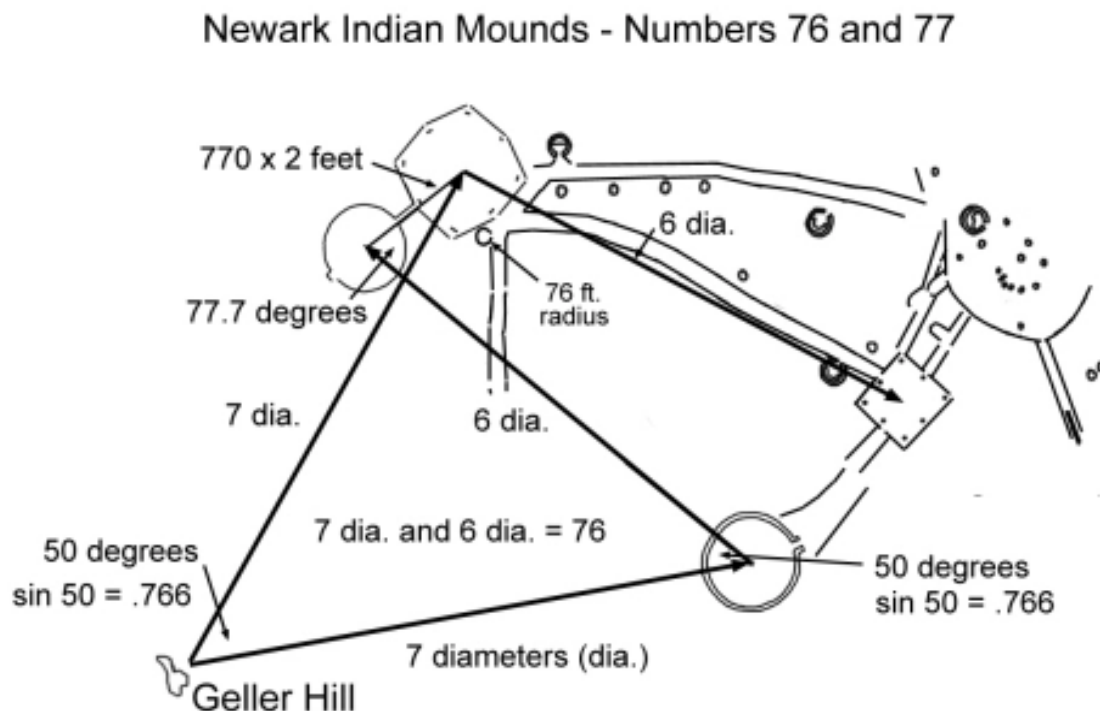 Newark Indian Mounds - Numbers 76 and 77
770 x 2 feet
6 dia.
77.7 degrees
76 ft.
radius
7 dia.
6 dia.
7 dia. and 6 dia. = 76
50 degrees
sin 50 = .766
50 degrees
sin 50 = .766
7 diameters (dia.)
Geller Hill